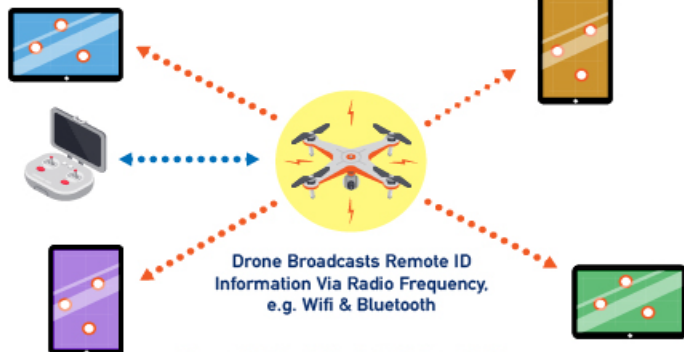 Drone Broadcasts Remote ID
Information Via Radio Frequency,
e.g. Wifi & Bluetooth